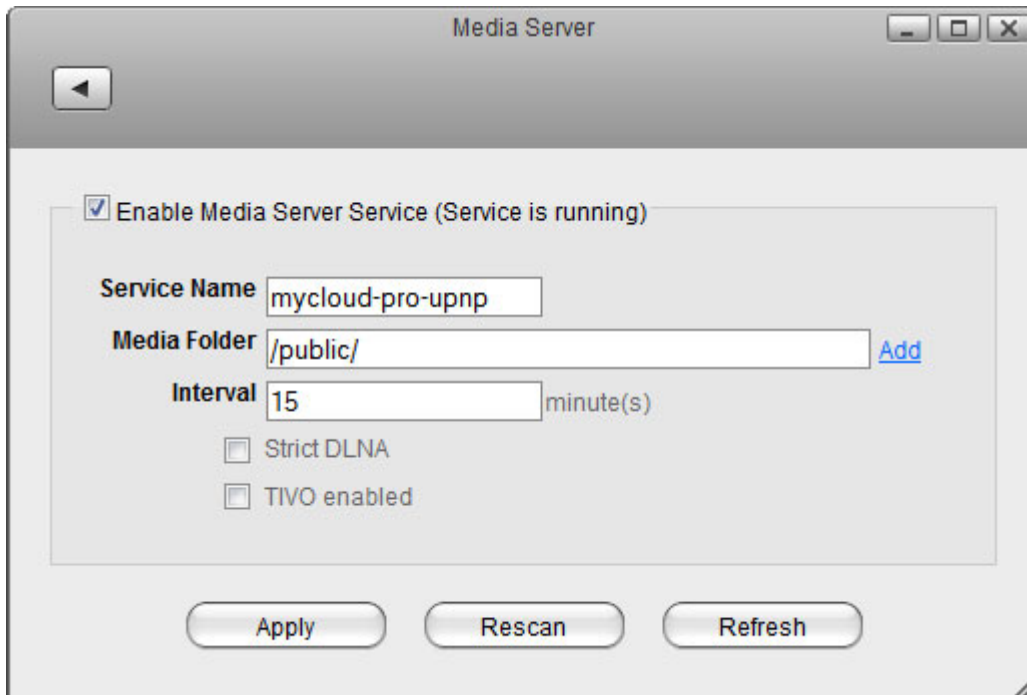 Media Server
Enable Media Server Service (Service is running)
Service Name mycloud-pro-upnp
Media Folder /public/ Add
Interval 15 minute(s)
Strict DLNA
TIVO enabled
Apply Rescan Refresh